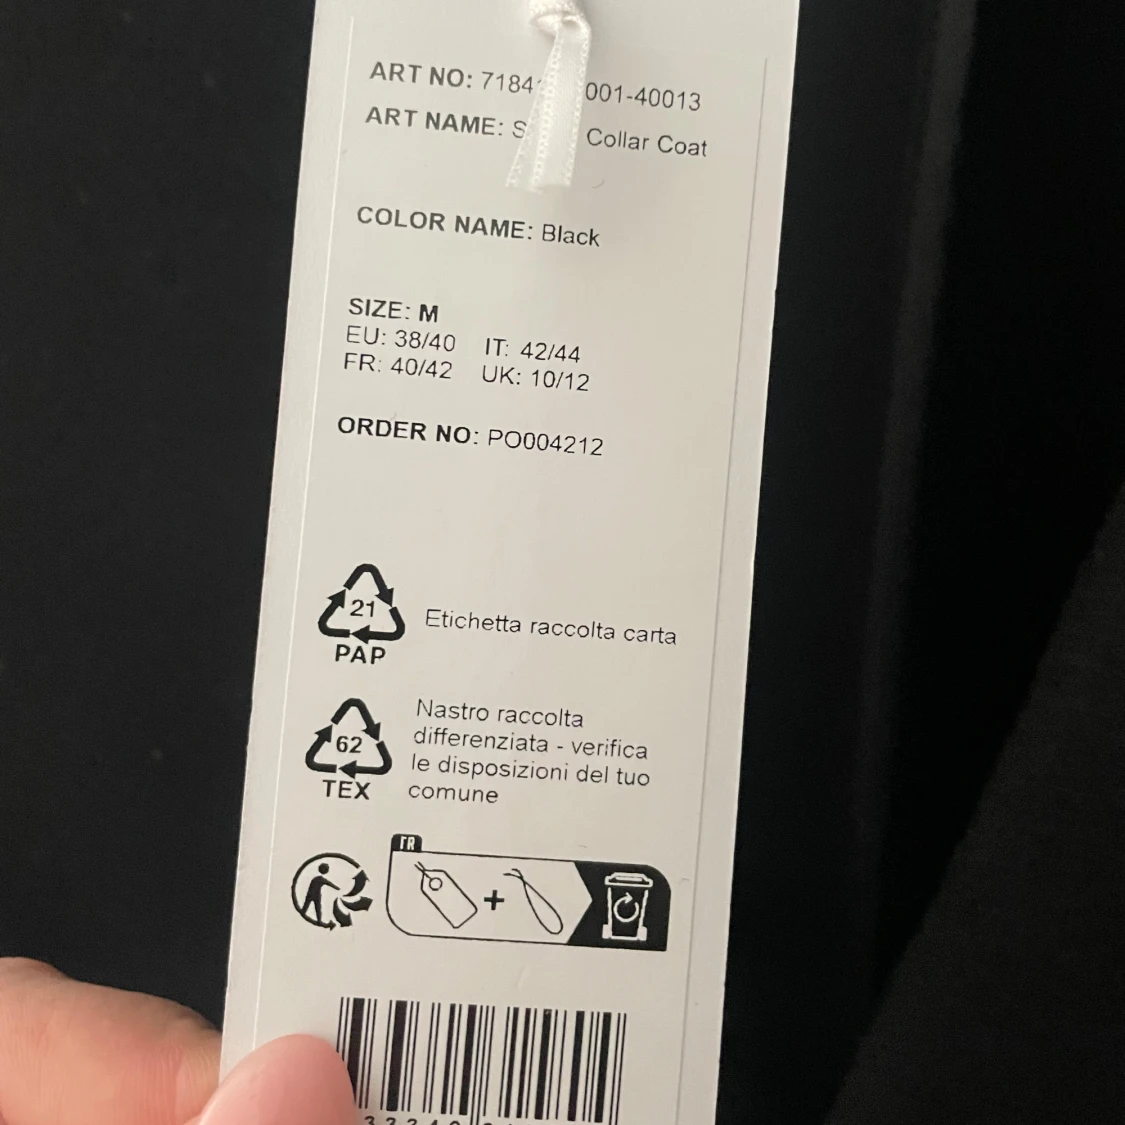 ART NO: 001-40013
ART NAME: Collar Coat
COLOR NAME: Black
SIZE: M
EU: 38/40 IT: 42/44
FR: 40/42 UK: 10/12
ORDER NO: PO004212
21
PAP
Etichetta raccolta carta
62
TEX
Nastro raccolta
differenziata - verifica
le disposizioni del tuo
comune
FR
+